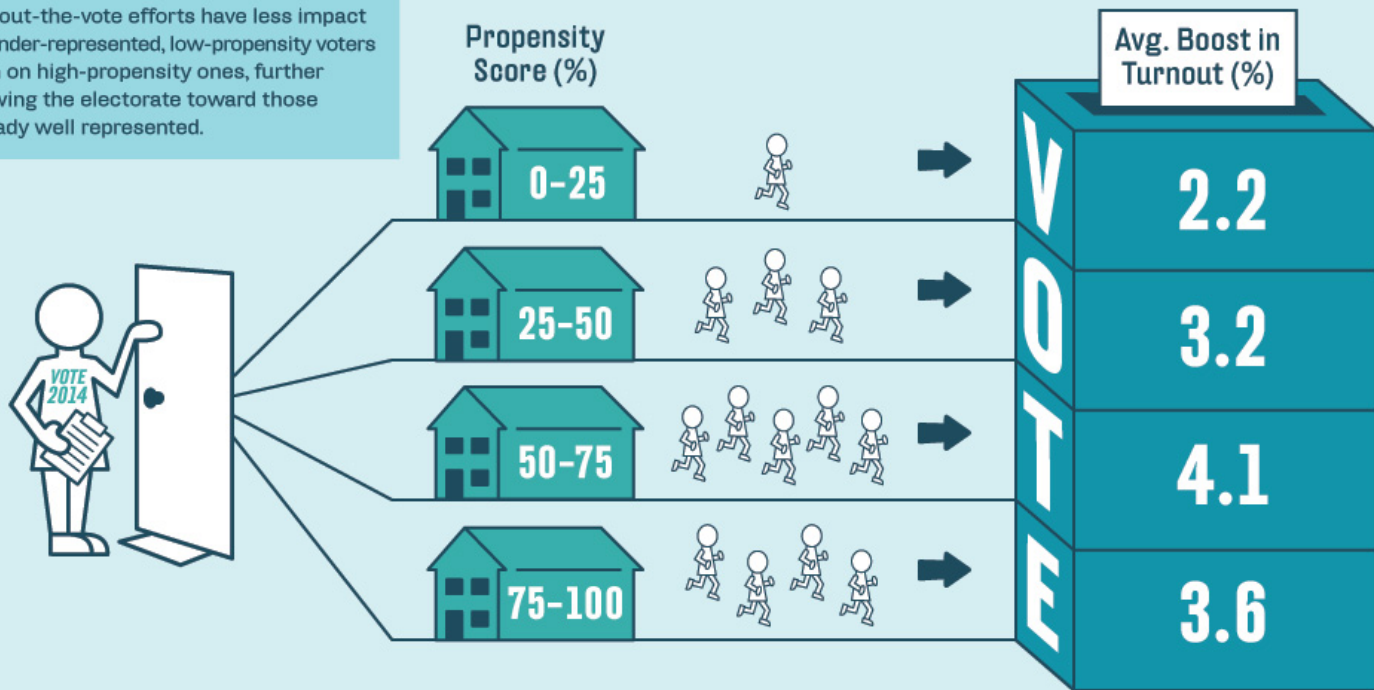 out-the-vote efforts have less impact
nder-represented, low-propensity voters
on high-propensity ones, further
wing the electorate toward those
ady well represented.
Propensity
Score (%)
Avg. Boost in
Turnout (%)
0-25
2.2
25-50
3.2
50-75
4.1
75-100
3.6
VOTE
VOTE
2014